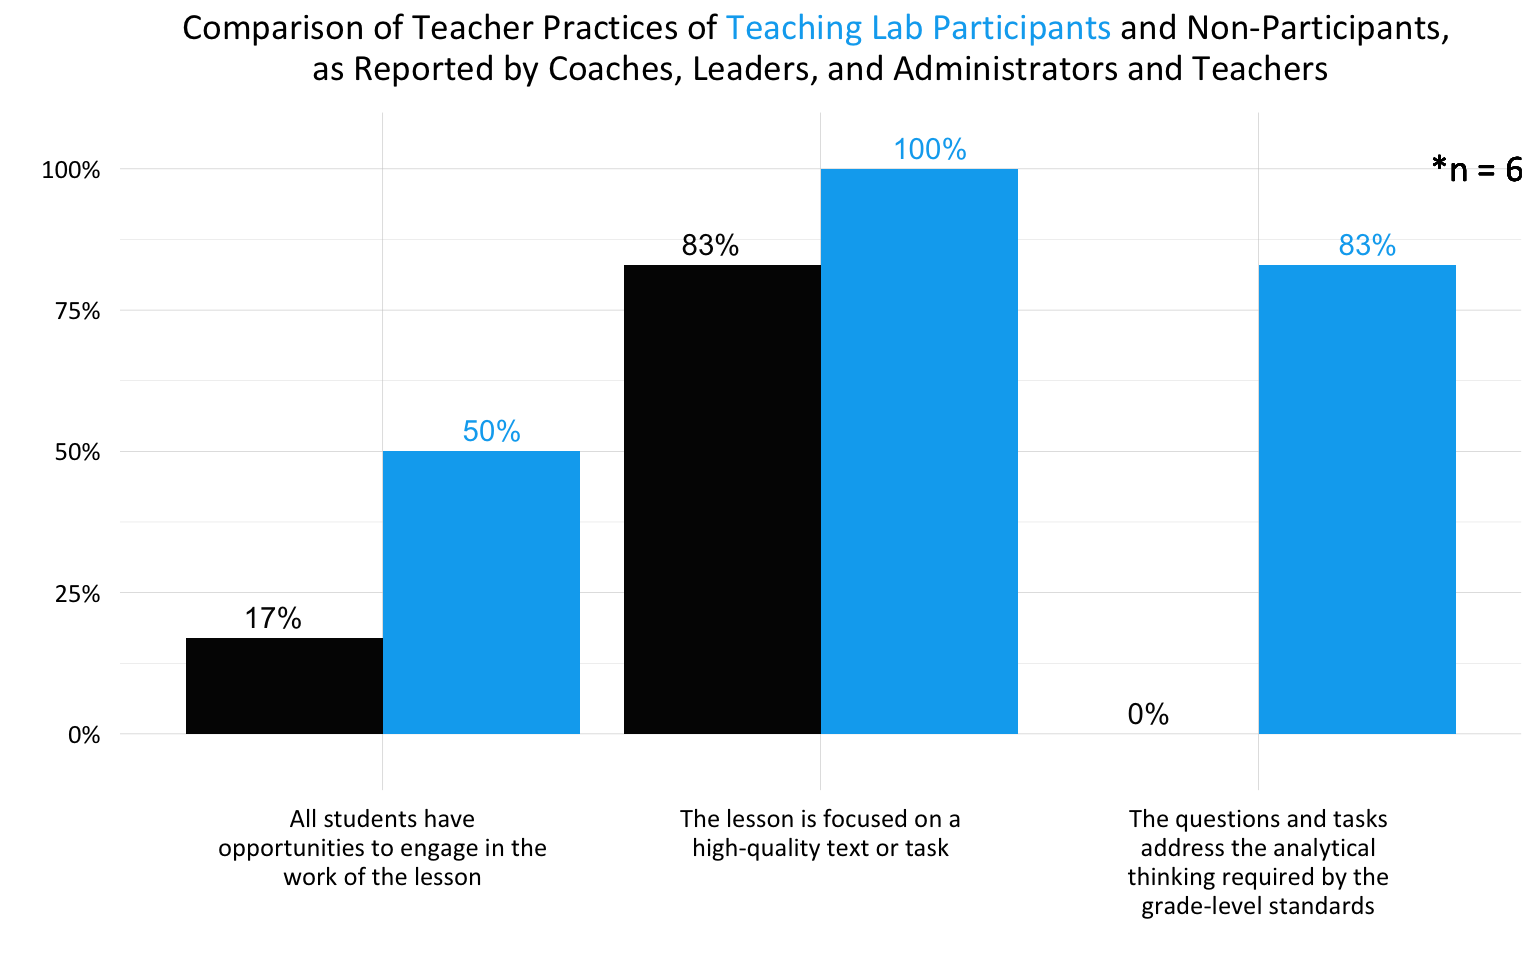 Comparison of Teacher Practices of Teaching Lab Participants and Non-Participants,
as Reported by Coaches, Leaders, and Administrators and Teachers
100%
*n = 6
100%
83%
83%
75%
50%
50%
25%
17%
0%
0%
All students have
opportunities to engage in the
work of the lesson
The lesson is focused on a
high-quality text or task
The questions and tasks
address the analytical
thinking required by the
grade-level standards